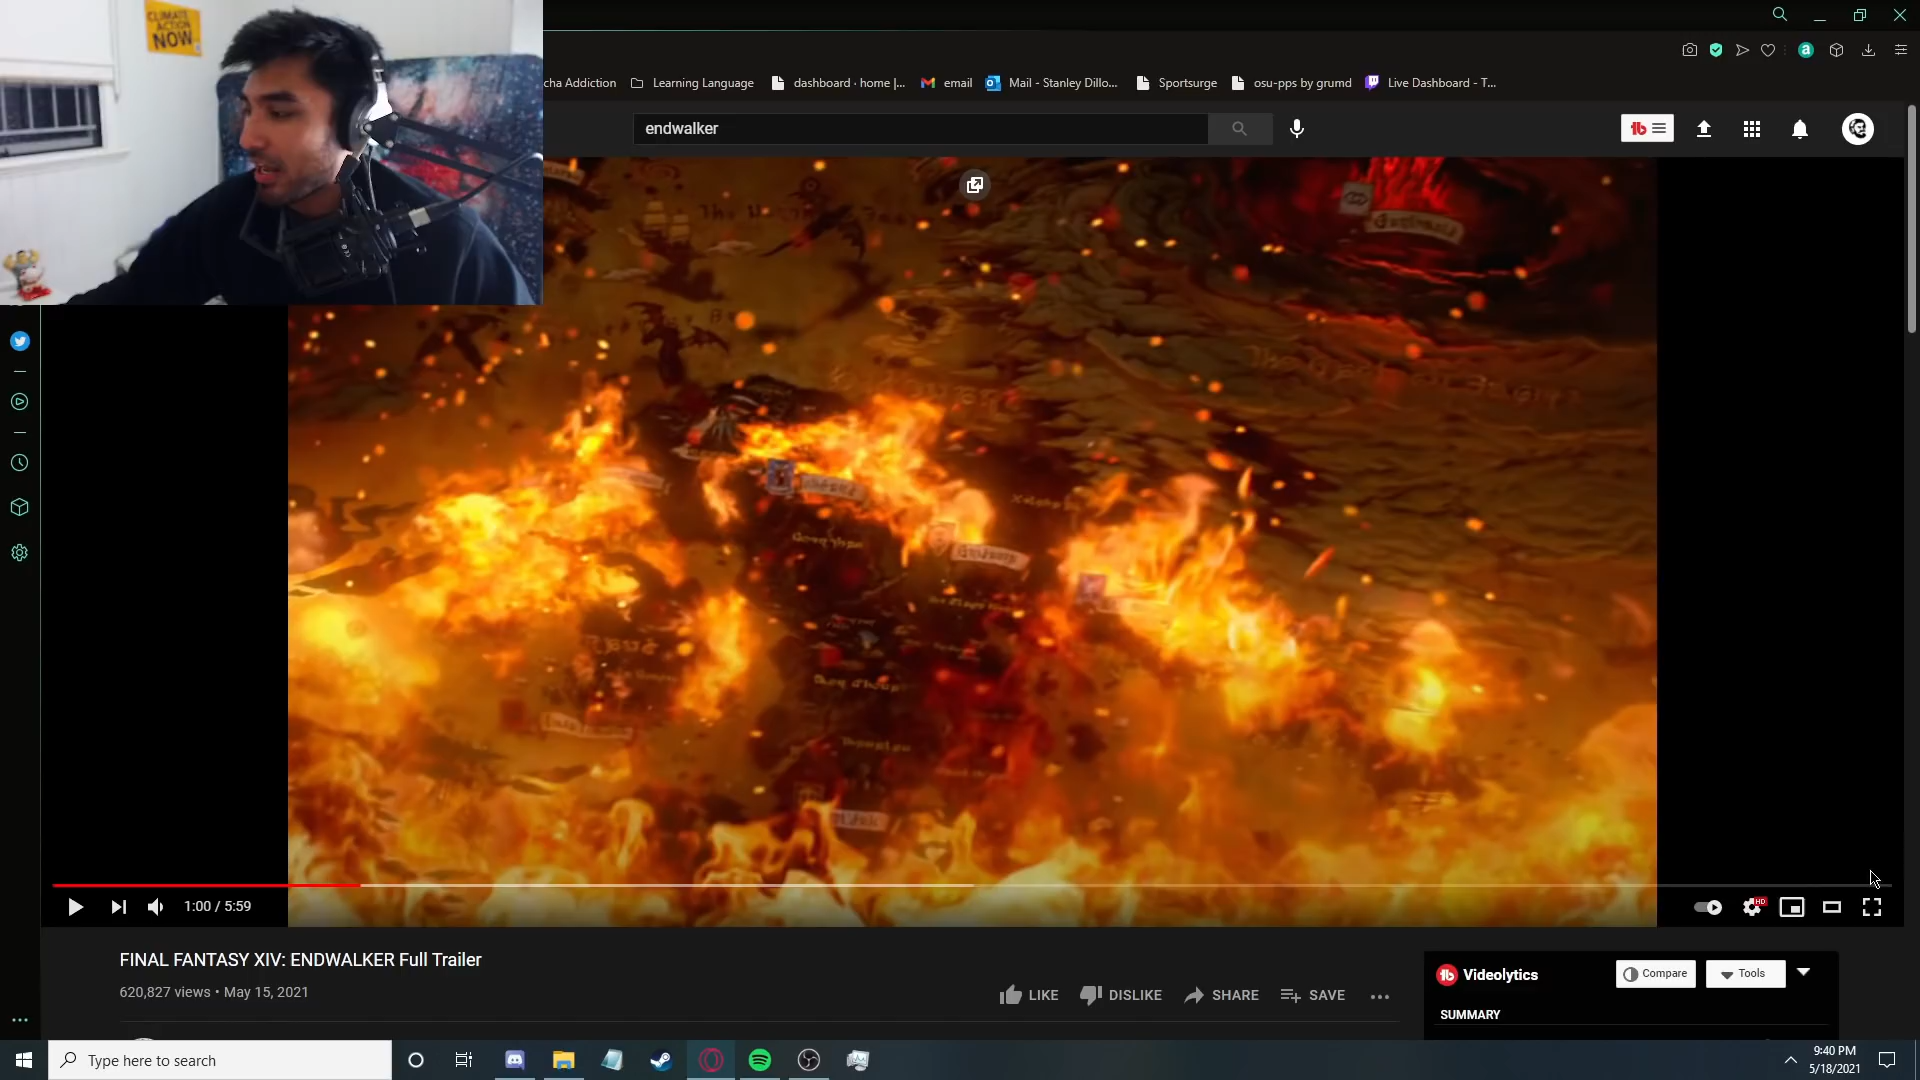 CLIMATE
ACTION
NOW
cha Addiction
Learning Language
dashboard · home |...
email
Mail - Stanley Dillo...
Sportsurge
osu-pps by grumd
Live Dashboard - T...
endwalker
1:00 / 5:59
HD
FINAL FANTASY XIV: ENDWALKER Full Trailer
620,827 views • May 15, 2021
LIKE
DISLIKE
SHARE
SAVE
Videolytics
Compare
Tools
SUMMARY
Type here to search
9:40 PM
5/18/2021